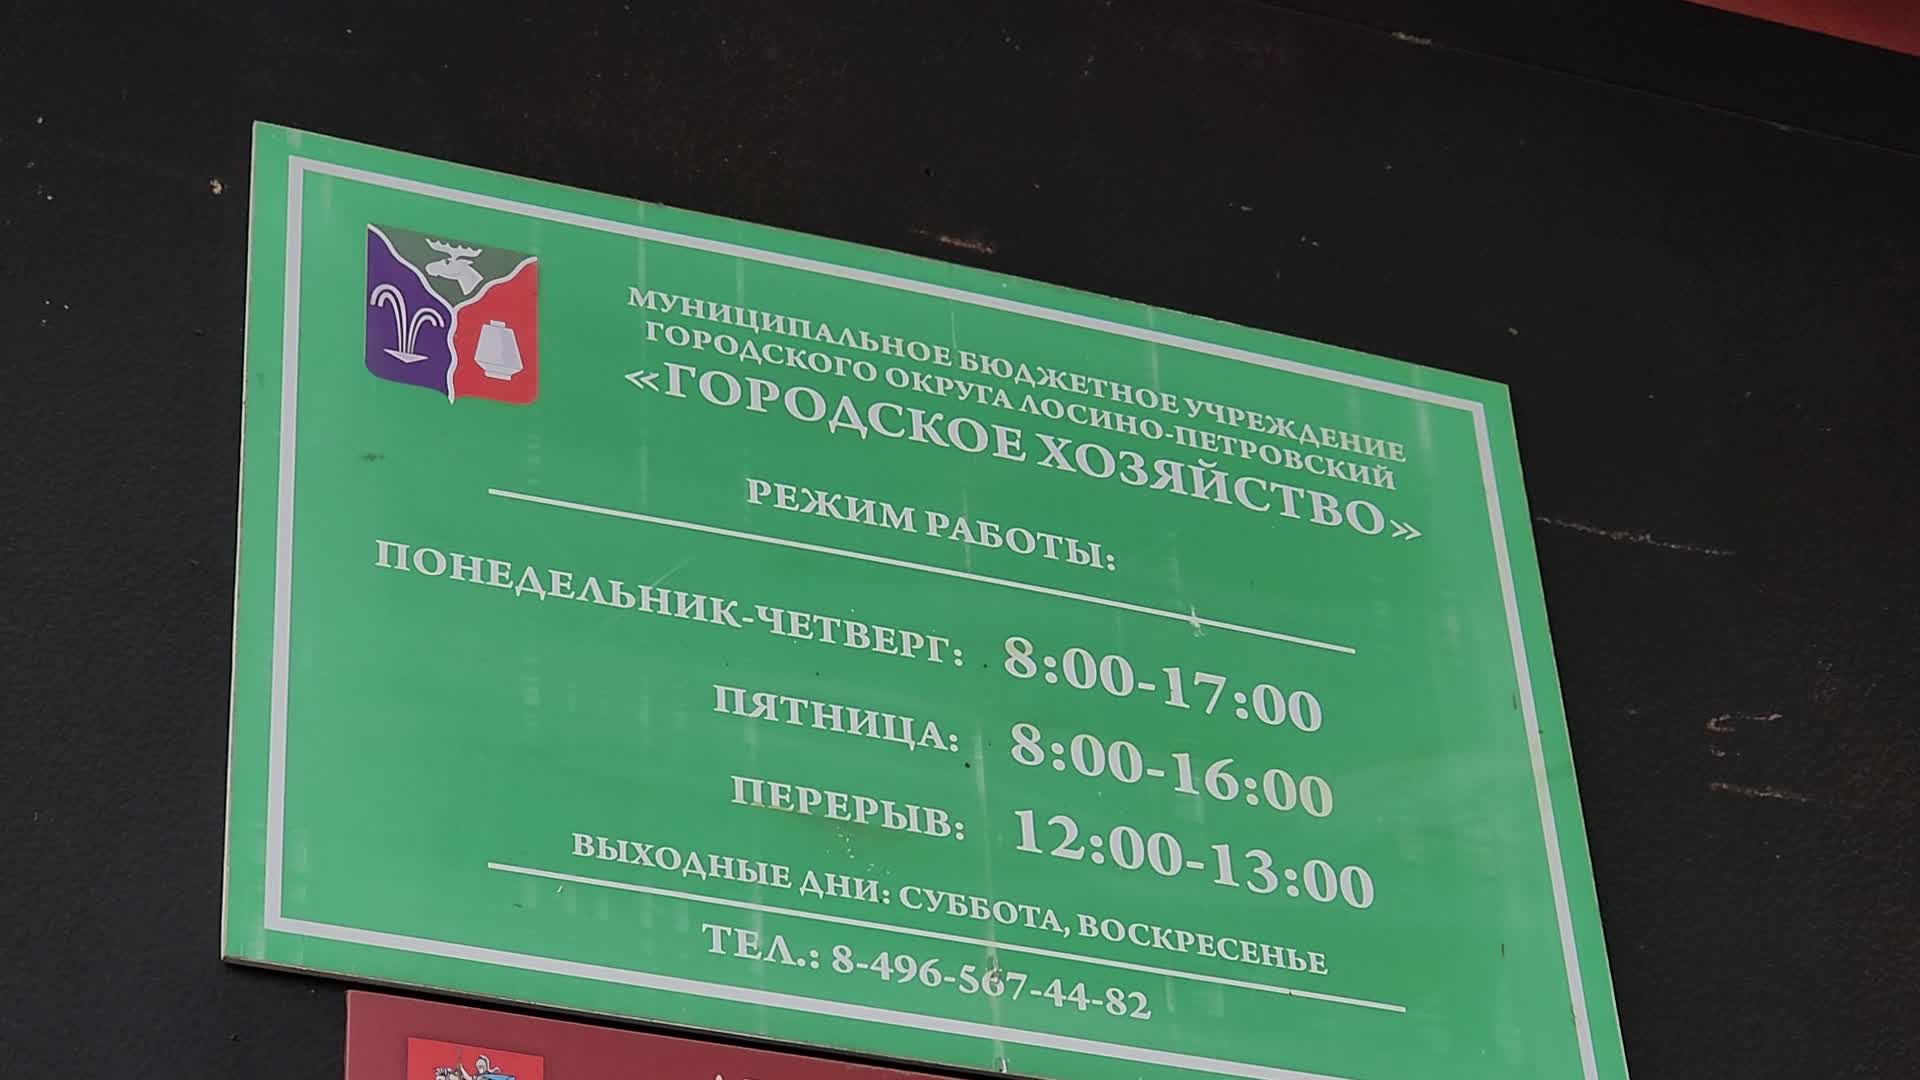 МУНИЦИПАЛЬНОЕ БЮДЖЕТНОЕ УЧРЕЖДЕНИЕ
ГОРОДСКОГО ОКРУГА ЛОСИНО-ПЕТРОВСКИЙ
«ГОРОДСКОЕ ХОЗЯЙСТВО»
РЕЖИМ РАБОТЫ:
ПОНЕДЕЛЬНИК-ЧЕТВЕРГ: 8:00-17:00
ПЯТНИЦА: 8:00-16:00
ПЕРЕРЫВ: 12:00-13:00
ВЫХОДНЫЕ ДНИ: СУББОТА, ВОСКРЕСЕНЬЕ
ТЕЛ.: 8-496-567-44-82